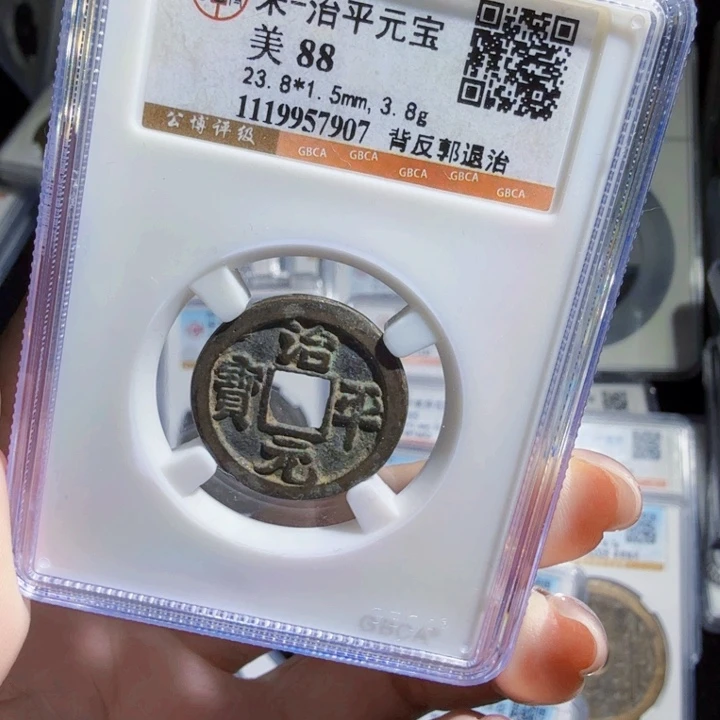 宋-治平元宝
美 88
23.8*1.5mm, 3.8g
1119957907 背反郭退治
公博评级
GBCA GBCA GBCA GBCA GBCA
治平元寶
GBCA